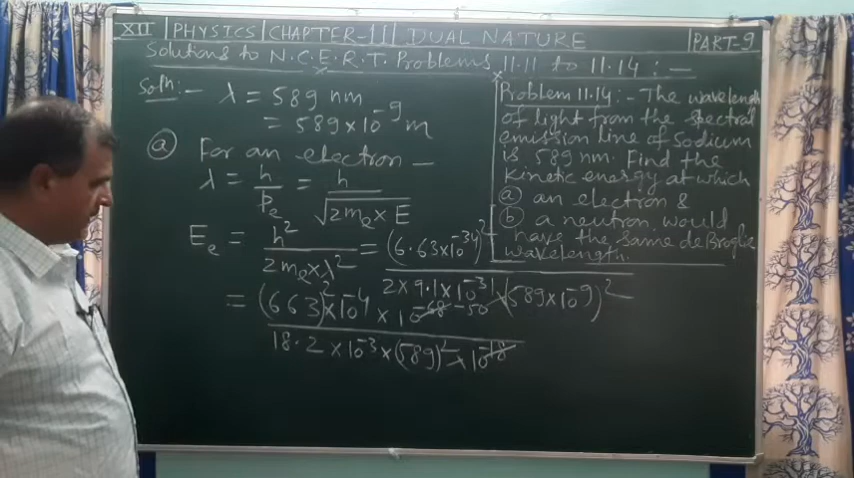 XII | PHYSICS | CHAPTER-11 | DUAL NATURE | PART-9
Solutions to N.C.E.R.T. Problems 11.11 to 11.14 : —
Problem 11.14 : - The wavelength
of light from the spectral
emission line of Sodium
is 589 nm. Find the
kinetic energy at which
(a) an electron &
(b) a neutron would
have the same de Broglie
wavelength.
Soln: - λ = 589 nm
= 589 × 10⁻⁹ m
(a) For an electron —
λ = h / Pₑ = h / √(2mₑ × E)
Eₑ = h² / (2mₑ × λ²) = (6.63×10⁻³⁴)² / (2 × 9.1 × 10⁻³¹ × (589×10⁻⁹)²)
= (663)² × 10⁻⁴ × 10⁻⁶⁸ ⁻⁵⁰ / (18.2 × 10⁻³ × (589)² × 10⁻¹⁸)